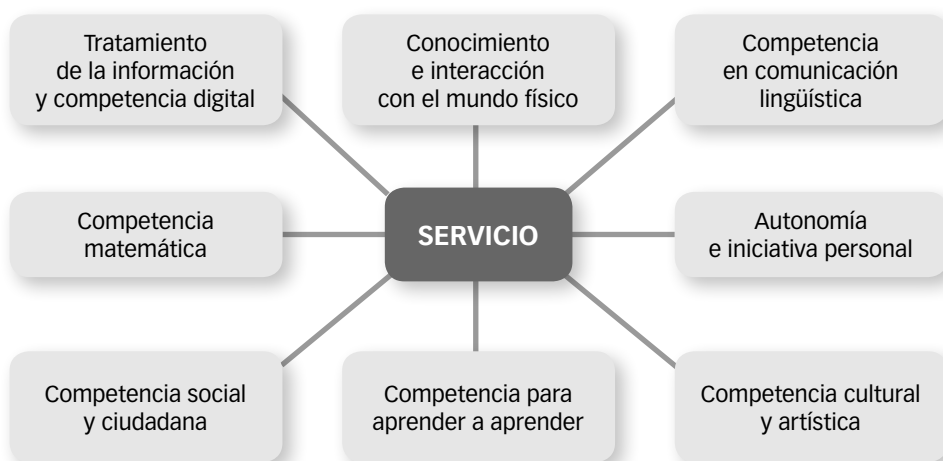 Tratamiento
de la información
y competencia digital
Conocimiento
e interacción
con el mundo físico
Competencia
en comunicación
lingüística
Competencia
matemática
SERVICIO
Autonomía
e iniciativa personal
Competencia social
y ciudadana
Competencia para
aprender a aprender
Competencia cultural
y artística